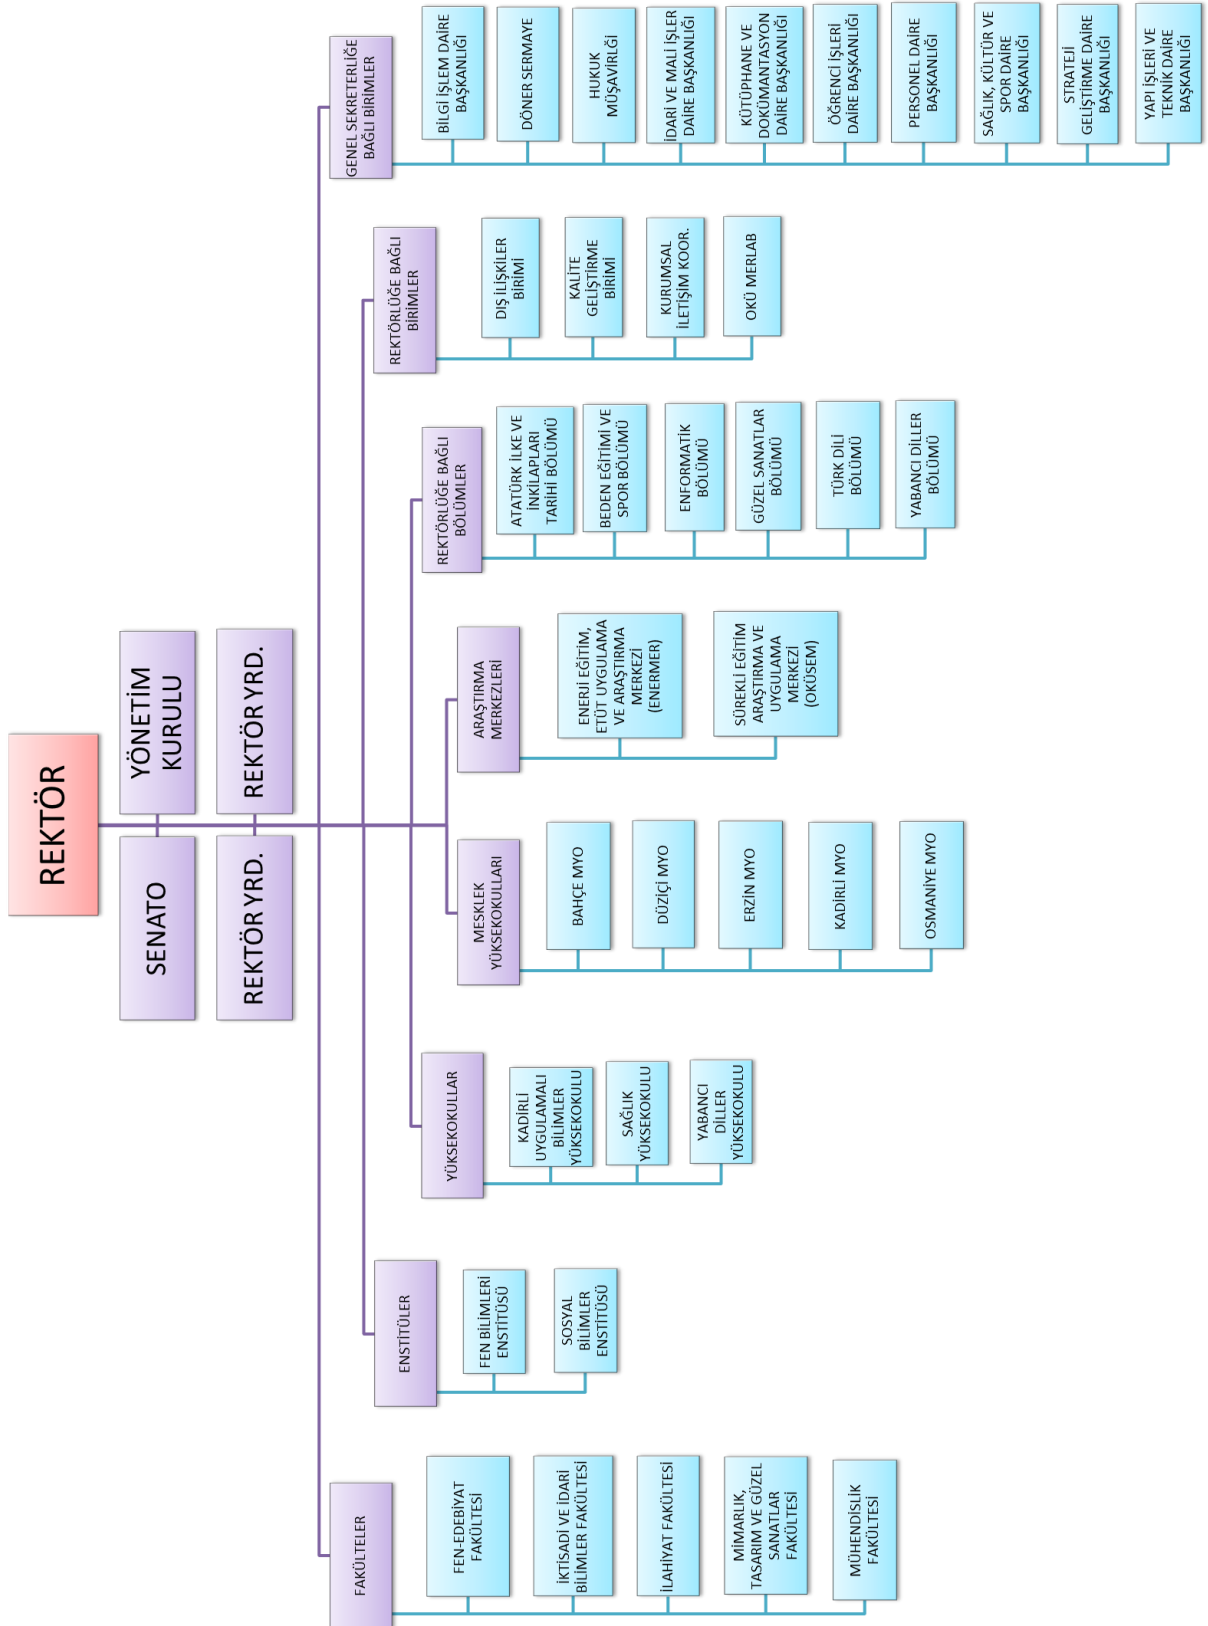 REKTÖR
SENATO
YÖNETİM
KURULU
REKTÖR YRD.
REKTÖR YRD.
FAKÜLTELER
FEN-EDEBİYAT
FAKÜLTESİ
İKTİSADİ VE İDARİ
BİLİMLER FAKÜLTESİ
İLAHİYAT FAKÜLTESİ
MİMARLIK,
TASARIM VE GÜZEL
SANATLAR
FAKÜLTESİ
MÜHENDİSLİK
FAKÜLTESİ
ENSTİTÜLER
FEN BİLİMLERİ
ENSTİTÜSÜ
SOSYAL
BİLİMLER
ENSTİTÜSÜ
YÜKSEKOKULLAR
KADİRLİ
UYGULAMALI
BİLİMLER
YÜKSEKOKULU
SAĞLIK
YÜKSEKOKULU
YABANCI
DİLLER
YÜKSEKOKULU
MESKLEK
YÜKSEKOKULLARI
BAHÇE MYO
DÜZİÇİ MYO
ERZİN MYO
KADİRLİ MYO
OSMANİYE MYO
ARAŞTIRMA
MERKEZLERİ
ENERJİ EĞİTİM,
ETÜT UYGULAMA
VE ARAŞTIRMA
MERKEZİ
(ENERMER)
SÜREKLİ EĞİTİM
ARAŞTIRMA VE
UYGULAMA
MERKEZİ
(OKÜSEM)
REKTÖRLÜĞE BAĞLI
BÖLÜMLER
ATATÜRK İLKE VE
İNKİLAPLARI
TARİHİ BÖLÜMÜ
BEDEN EĞİTİMİ VE
SPOR BÖLÜMÜ
ENFORMATİK
BÖLÜMÜ
GÜZEL SANATLAR
BÖLÜMÜ
TÜRK DİLİ
BÖLÜMÜ
YABANCI DİLLER
BÖLÜMÜ
REKTÖRLÜĞE BAĞLI
BİRİMLER
DIŞ İLİŞKİLER
BİRİMİ
KALİTE
GELİŞTİRME
BİRİMİ
KURUMSAL
İLETİŞİM KOOR.
OKÜ MERLAB
GENEL SEKRETERLİĞE
BAĞLI BİRİMLER
BİLGİ İŞLEM DAİRE
BAŞKANLIĞI
DÖNER SERMAYE
HUKUK
MÜŞAVİRLĞİ
İDARİ VE MALİ İŞLER
DAİRE BAŞKANLIĞI
KÜTÜPHANE VE
DOKÜMANTASYON
DAİRE BAŞKANLIĞI
ÖĞRENCİ İŞLERİ
DAİRE BAŞKANLIĞI
PERSONEL DAİRE
BAŞKANLIĞI
SAĞLIK, KÜLTÜR VE
SPOR DAİRE
BAŞKANLIĞI
STRATEJİ
GELİŞTİRME DAİRE
BAŞKANLIĞI
YAPI İŞLERİ VE
TEKNİK DAİRE
BAŞKANLIĞI